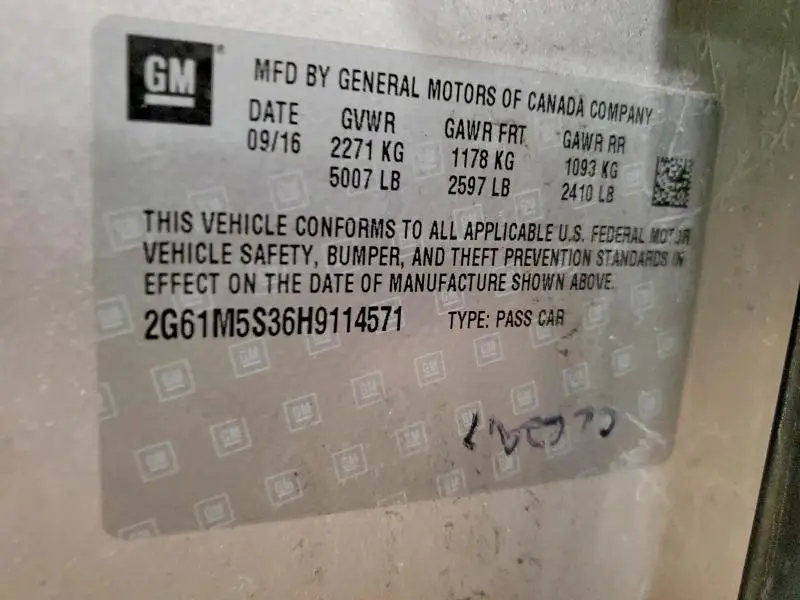 GM
MFD BY GENERAL MOTORS OF CANADA COMPANY
DATE GVWR GAWR FRT GAWR RR
09/16 2271 KG 1178 KG 1093 KG
5007 LB 2597 LB 2410 LB
THIS VEHICLE CONFORMS TO ALL APPLICABLE U.S. FEDERAL MOTOR
VEHICLE SAFETY, BUMPER, AND THEFT PREVENTION STANDARDS IN
EFFECT ON THE DATE OF MANUFACTURE SHOWN ABOVE.
2G61M5S36H9114571 TYPE: PASS CAR